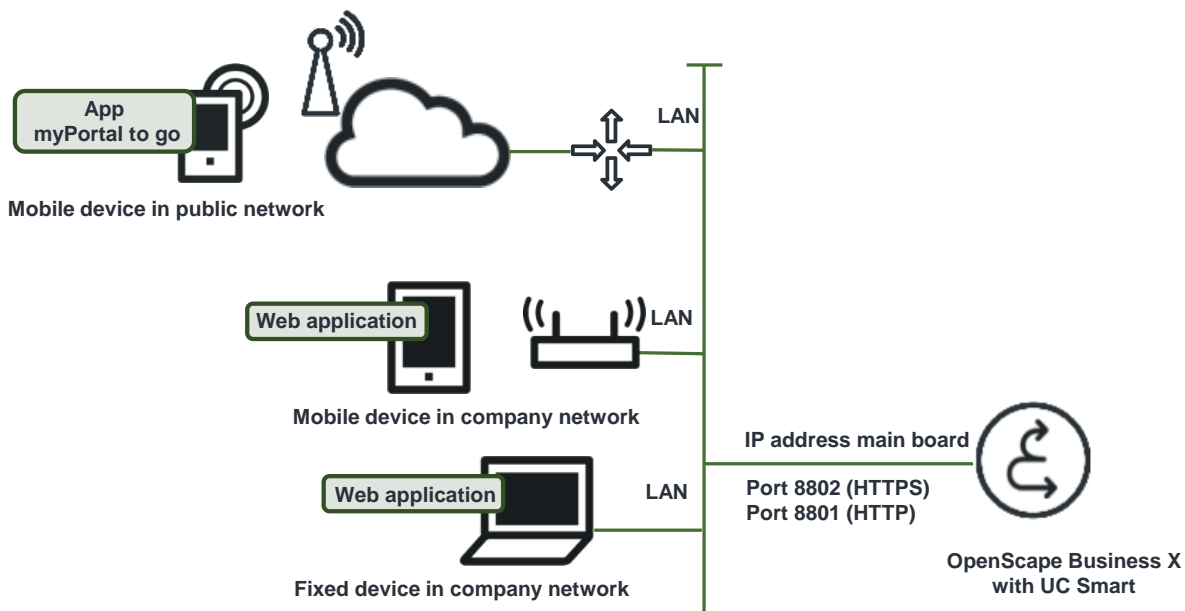 App
myPortal to go
LAN
Mobile device in public network
Web application
LAN
Mobile device in company network
IP address main board
Web application
LAN
Port 8802 (HTTPS)
Port 8801 (HTTP)
OpenScape Business X
with UC Smart
Fixed device in company network